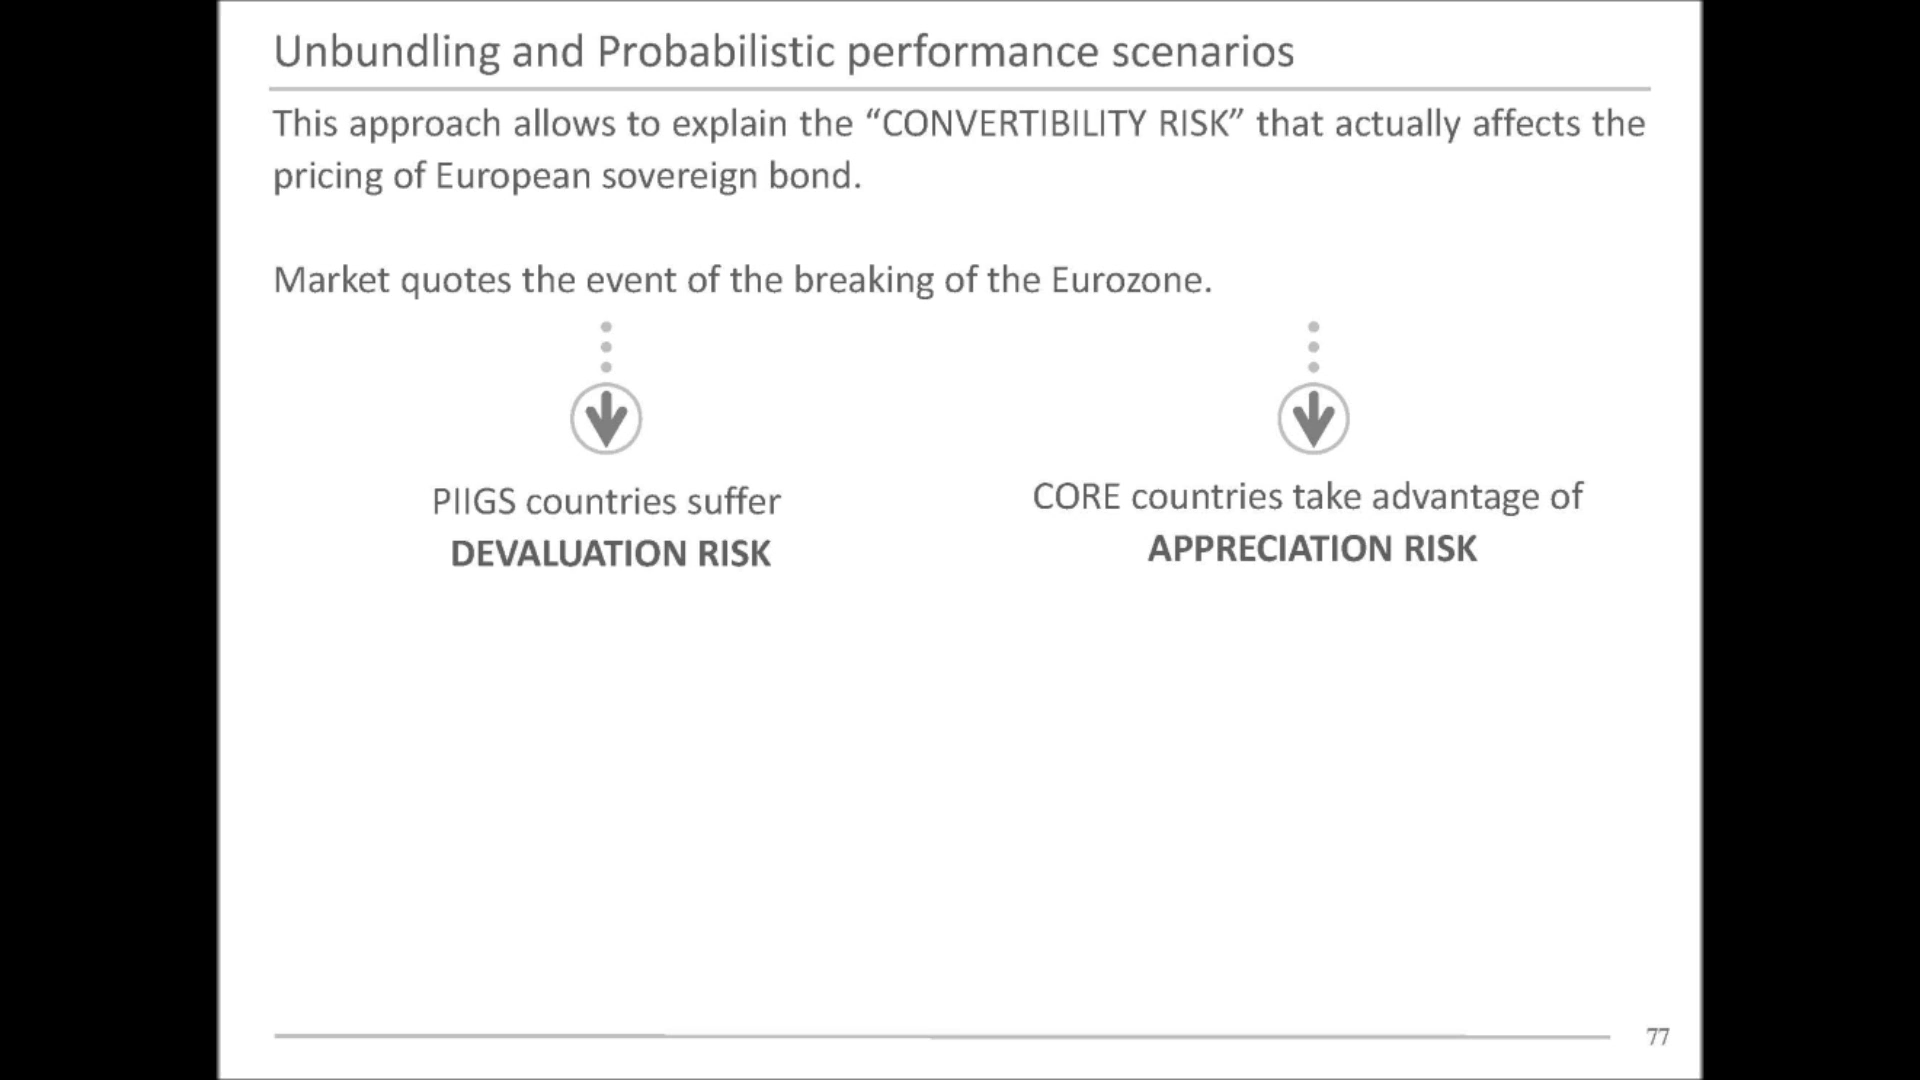 Unbundling and Probabilistic performance scenarios
This approach allows to explain the “CONVERTIBILITY RISK” that actually affects the
pricing of European sovereign bond.
Market quotes the event of the breaking of the Eurozone.
PIIGS countries suffer
DEVALUATION RISK
CORE countries take advantage of
APPRECIATION RISK
77